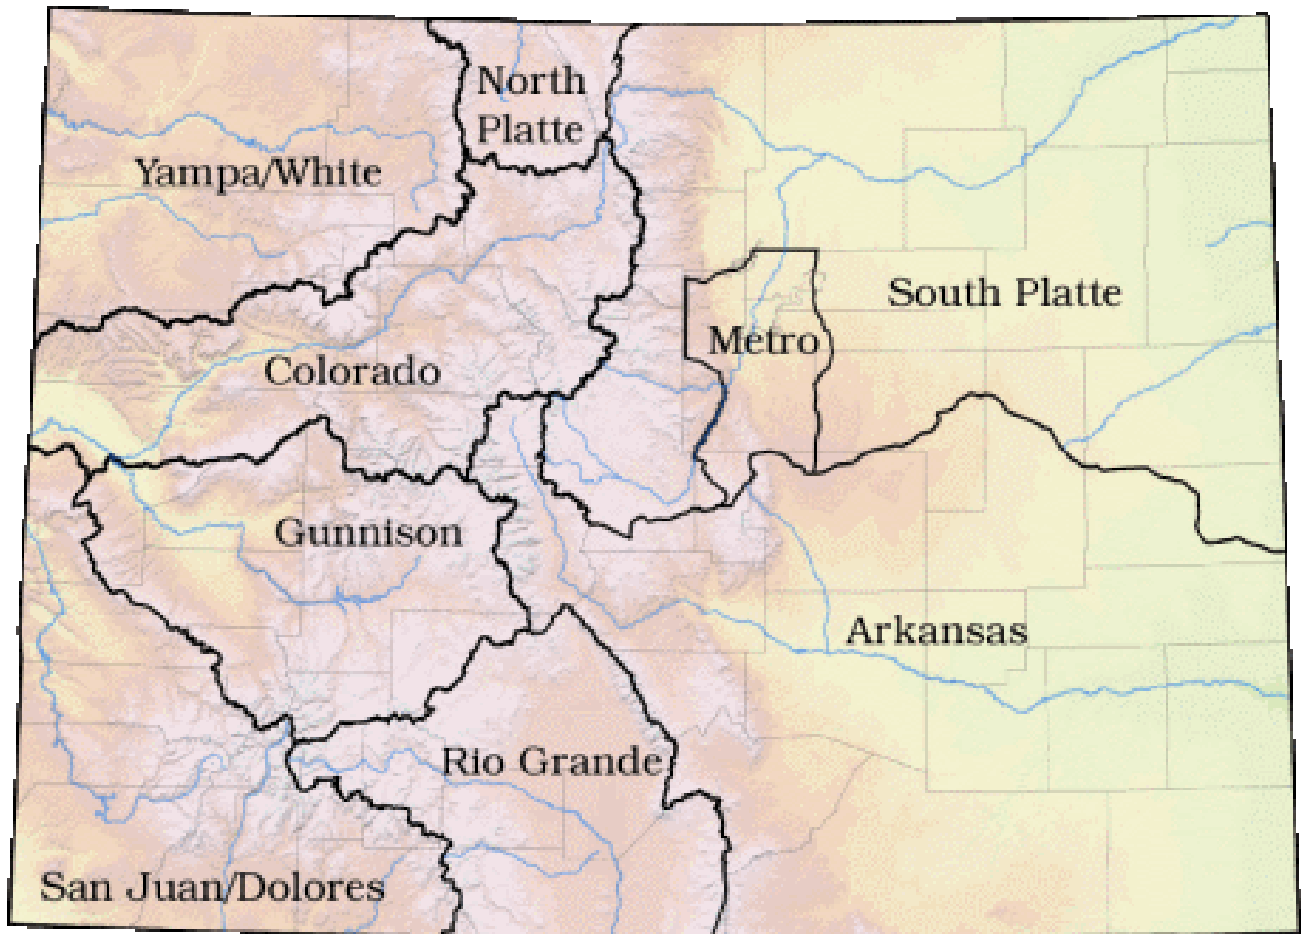 North
Platte
Yampa/White
South Platte
Metro
Colorado
Gunnison
Arkansas
Rio Grande
San Juan/Dolores